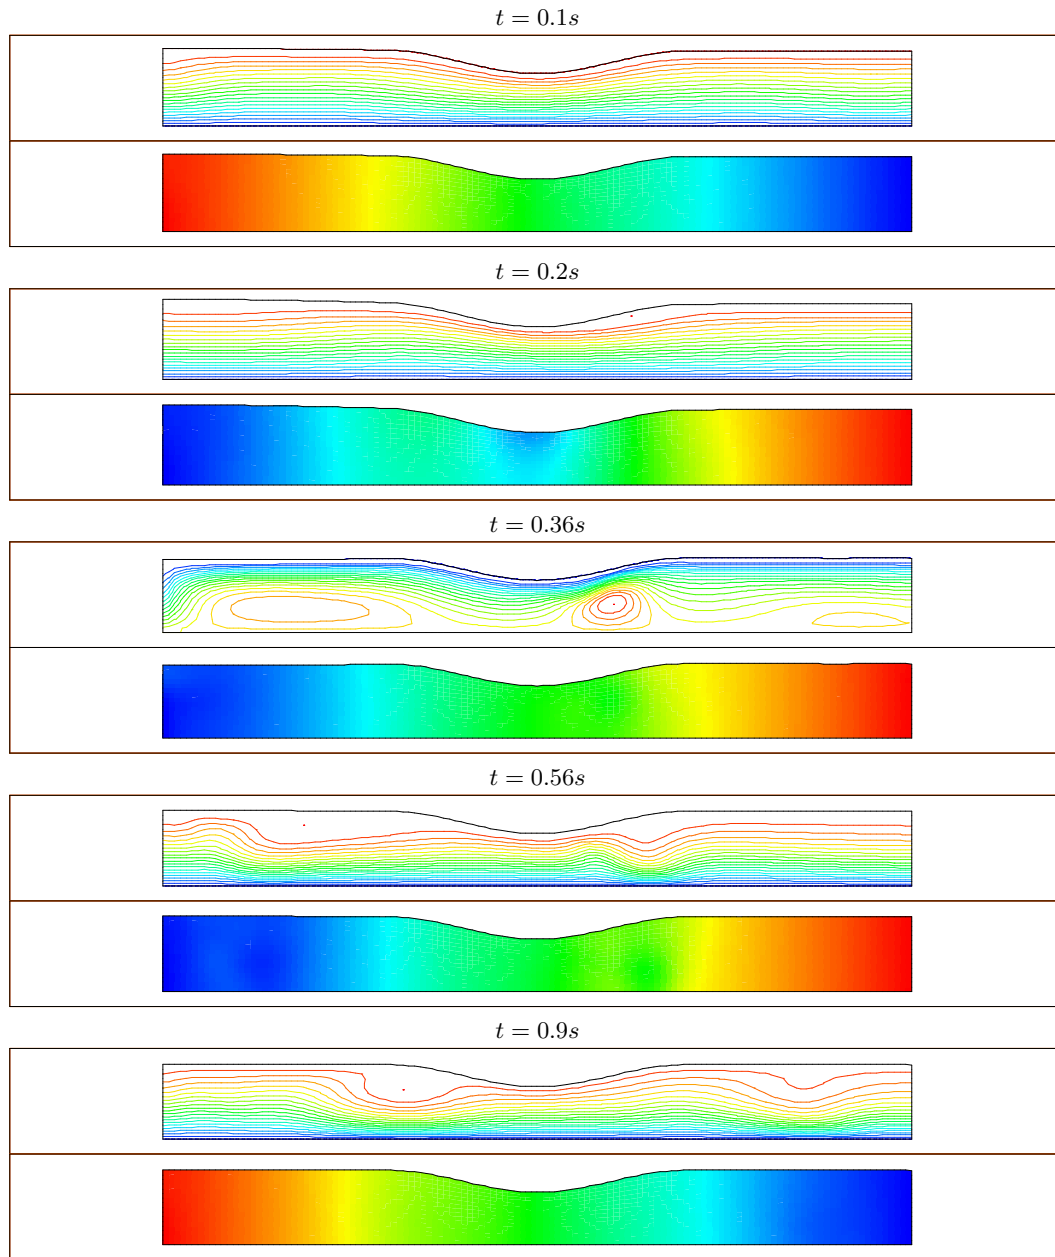 t = 0.1s
t = 0.2s
t = 0.36s
t = 0.56s
t = 0.9s